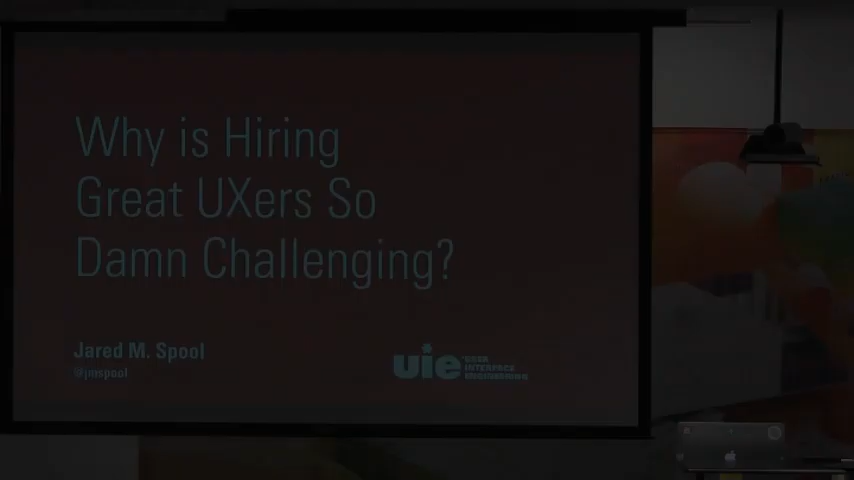 Why is Hiring
Great UXers So
Damn Challenging?
Jared M. Spool
@jmspool
uie
USER
INTERFACE
ENGINEERING